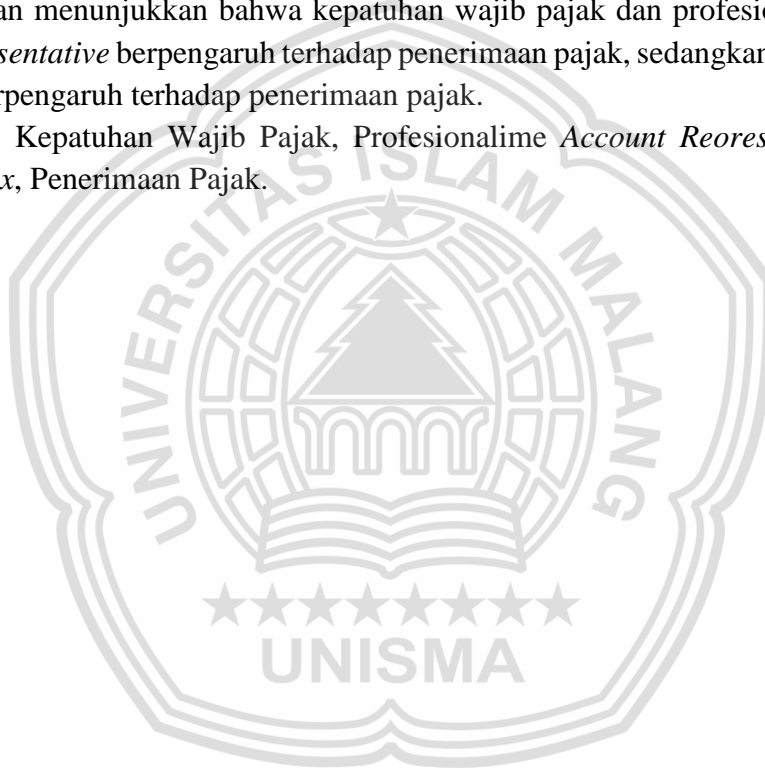 an menunjukkan bahwa kepatuhan wajib pajak dan profesio
sentative berpengaruh terhadap penerimaan pajak, sedangkan
rpengaruh terhadap penerimaan pajak.
Kepatuhan Wajib Pajak, Profesionalime Account Reores
x, Penerimaan Pajak.
UNIVERSITAS ISLAM MALANG
UNISMA